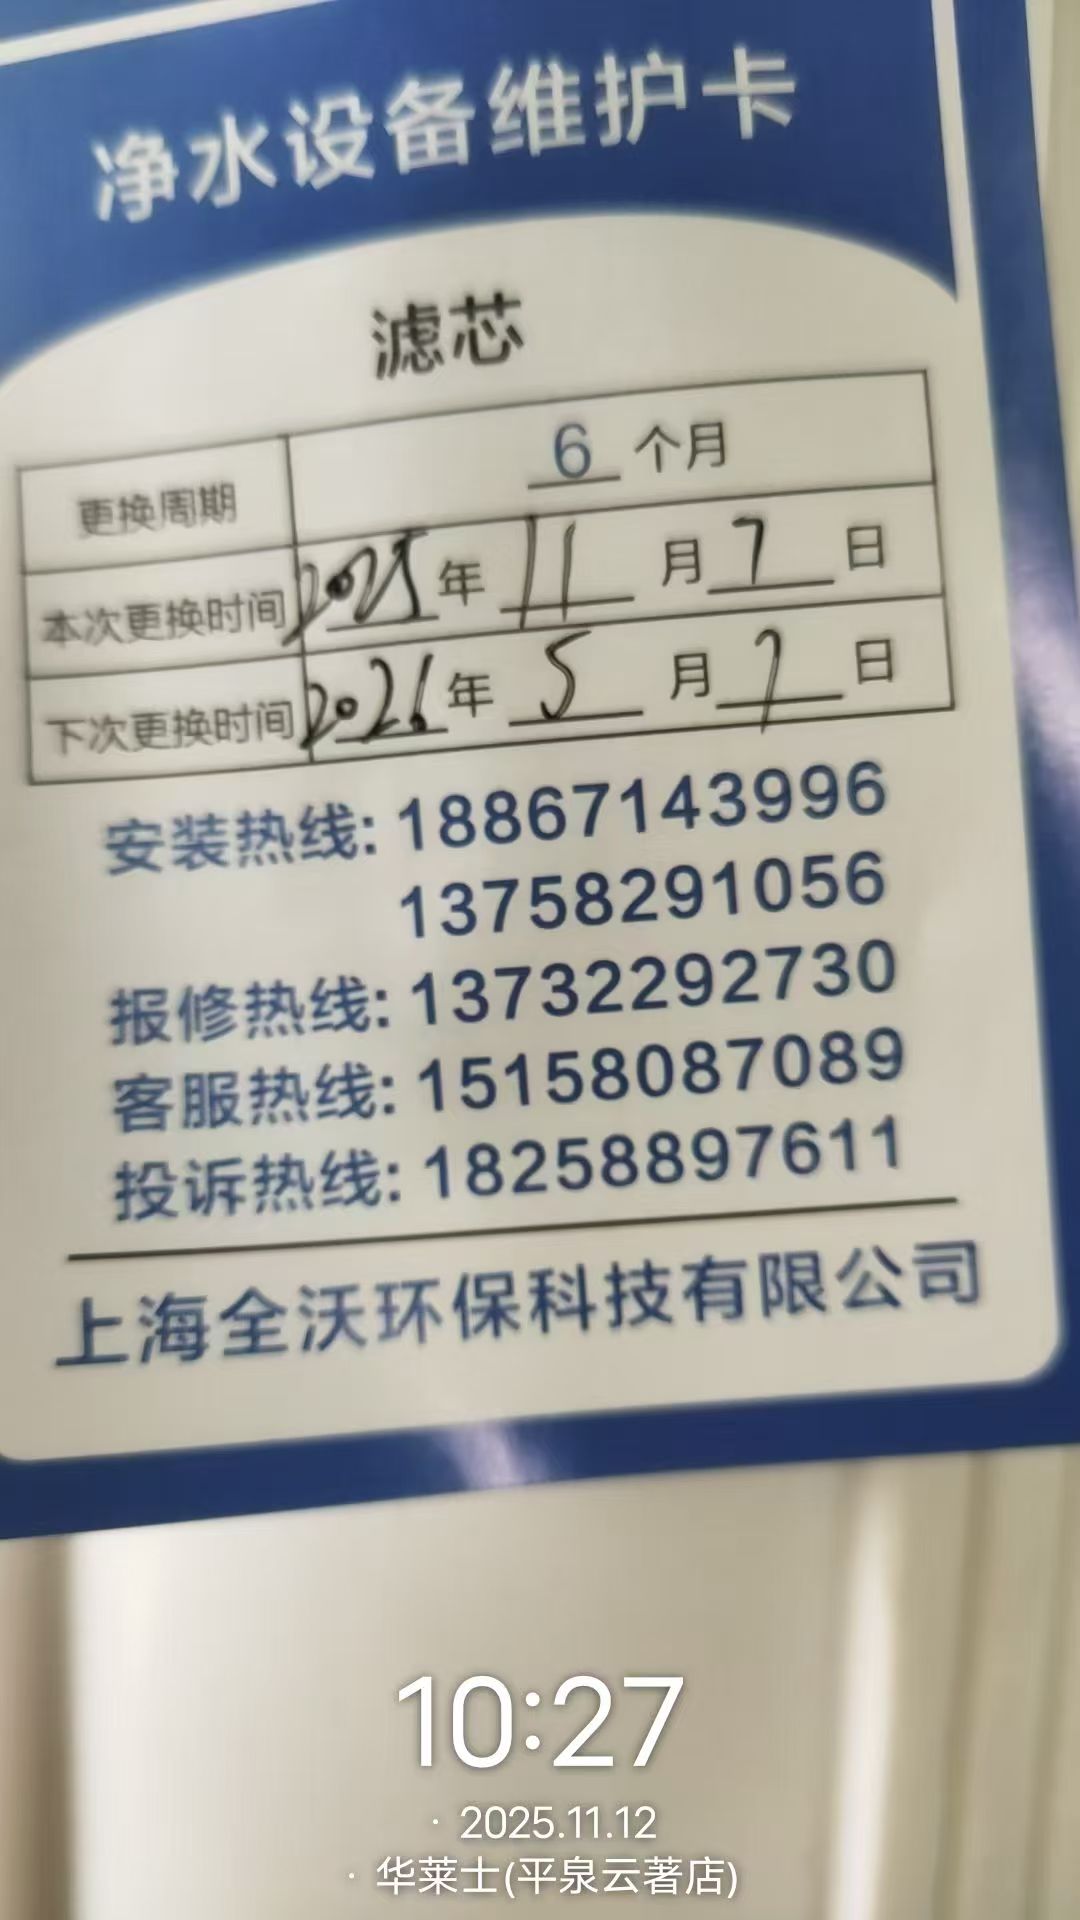 净水设备维护卡
滤芯
更换周期 6 个月
本次更换时间 2025 年 11 月 7 日
下次更换时间 2026 年 5 月 7 日
安装热线: 18867143996
13758291056
报修热线: 13732292730
客服热线: 15158087089
投诉热线: 18258897611
上海全沃环保科技有限公司
10:27
· 2025.11.12
· 华莱士(平泉云著店)